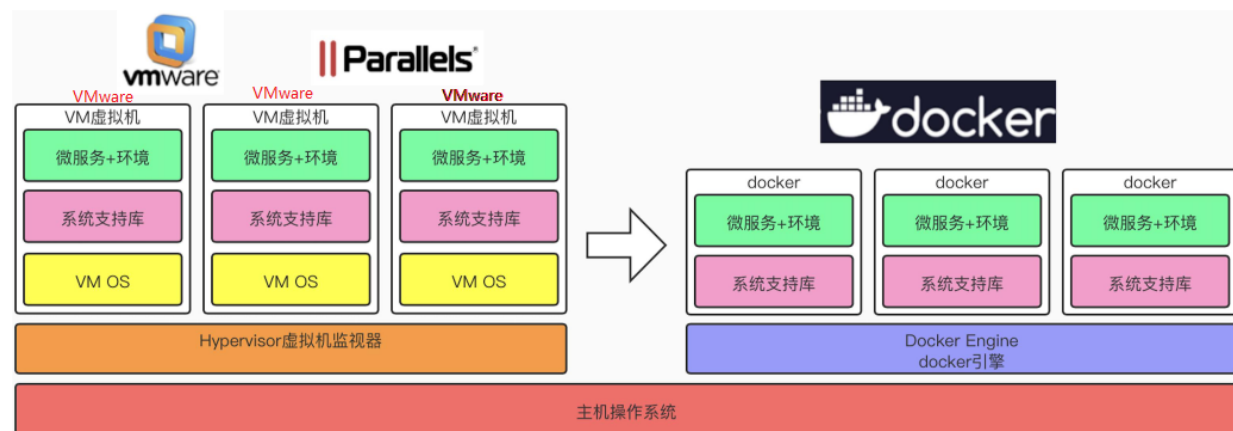 vmware
Parallels
VMware
VMware
VMware
VM虚拟机
VM虚拟机
VM虚拟机
微服务+环境
微服务+环境
微服务+环境
系统支持库
系统支持库
系统支持库
VM OS
VM OS
VM OS
Hypervisor虚拟机监视器
docker
docker
docker
docker
微服务+环境
微服务+环境
微服务+环境
系统支持库
系统支持库
系统支持库
Docker Engine
docker引擎
主机操作系统